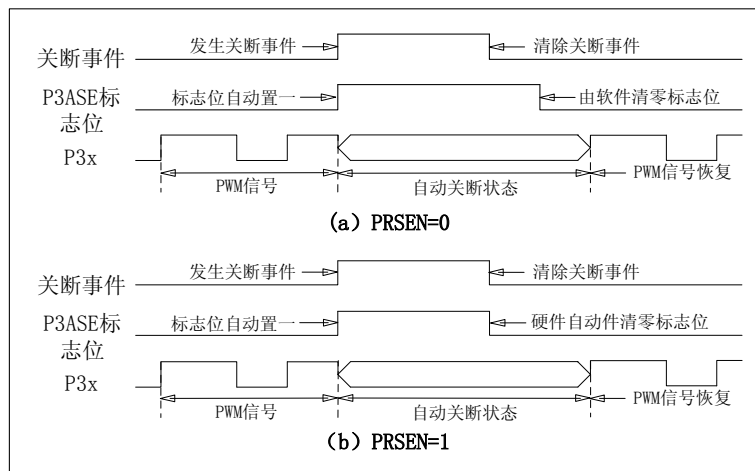 发生关断事件
清除关断事件
关断事件
P3ASE标
志位
标志位自动置一
由软件清零标志位
P3x
PWM信号
自动关断状态
PWM信号恢复
(a) PRSEN=0
发生关断事件
清除关断事件
关断事件
P3ASE标
志位
标志位自动置一
硬件自动件清零标志位
P3x
PWM信号
自动关断状态
PWM信号恢复
(b) PRSEN=1